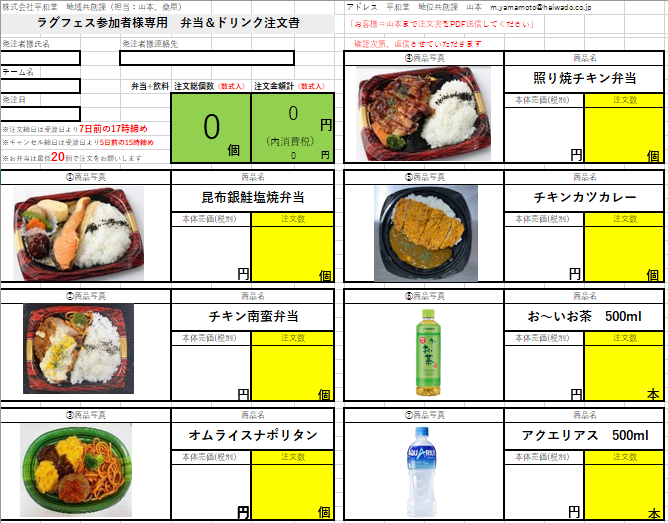 株式会社 平和堂 地域共創課（担当：山本、桑原）
ラグフェス参加者様専用 弁当＆ドリンク注文書
アドレス 平和堂 地位共創課 山本 m.yamamoto@heiwado.co.jp
「お客様⇒山本まで注文書をPDF送信してください」
確認次第、返信させていただきます
発注者様氏名
発注者様連絡先
チーム名
発注日
弁当+飲料
注文総個数（数式入）
注文金額計（数式入）
0
個
0
円
（内消費税）
0 円
※注文締日は受渡日より7日前の17時締め
※キャンセル締日は受渡日より5日前の15時締め
※お弁当は最低20個で注文をお願いします
①商品写真
商品名
昆布銀鮭塩焼弁当
本体売価(税別)
注文数
円
個
②商品写真
商品名
チキン南蛮弁当
本体売価(税別)
注文数
円
個
③商品写真
商品名
オムライスナポリタン
本体売価(税別)
注文数
円
個
④商品写真
商品名
照り焼チキン弁当
本体売価(税別)
注文数
円
個
⑤商品写真
商品名
チキンカツカレー
本体売価(税別)
注文数
円
個
⑥商品写真
商品名
お～いお茶 500ml
本体売価(税別)
注文数
お〜いお茶
円
本
⑦商品写真
商品名
アクエリアス 500ml
本体売価(税別)
注文数
AQUARIUS
円
本